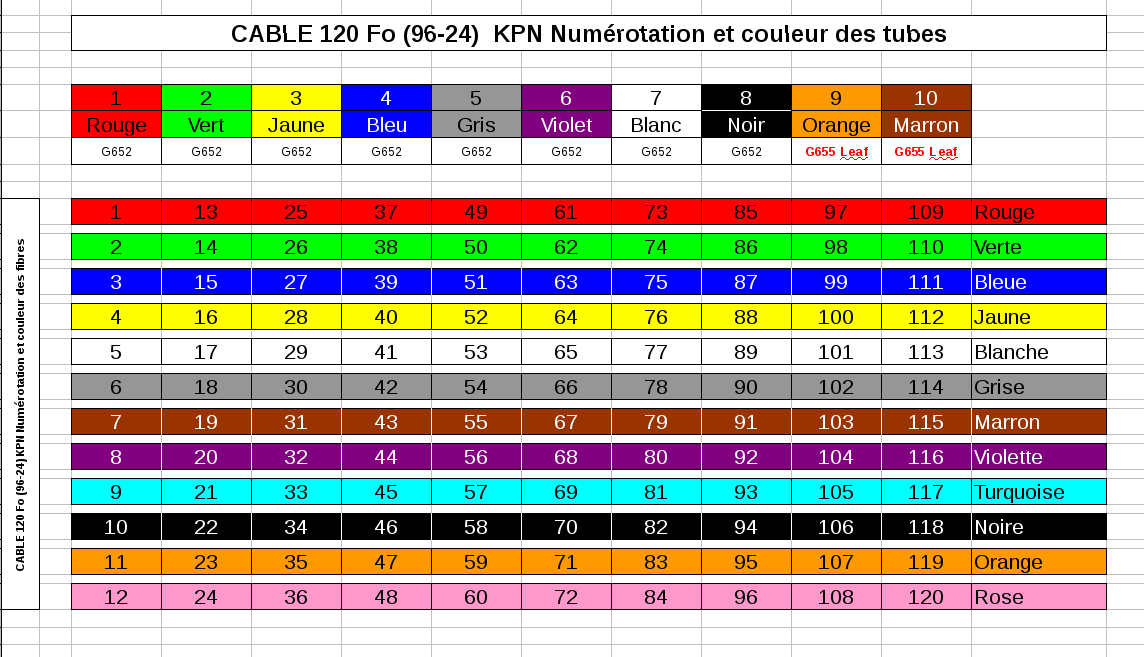 CABLE 120 Fo (96-24) KPN Numérotation et couleur des tubes
1 2 3 4 5 6 7 8 9 10
Rouge Vert Jaune Bleu Gris Violet Blanc Noir Orange Marron
G652 G652 G652 G652 G652 G652 G652 G652 G655 Leaf G655 Leaf
CABLE 120 Fo (96-24) KPN Numérotation et couleur des fibres
1 13 25 37 49 61 73 85 97 109 Rouge
2 14 26 38 50 62 74 86 98 110 Verte
3 15 27 39 51 63 75 87 99 111 Bleue
4 16 28 40 52 64 76 88 100 112 Jaune
5 17 29 41 53 65 77 89 101 113 Blanche
6 18 30 42 54 66 78 90 102 114 Grise
7 19 31 43 55 67 79 91 103 115 Marron
8 20 32 44 56 68 80 92 104 116 Violette
9 21 33 45 57 69 81 93 105 117 Turquoise
10 22 34 46 58 70 82 94 106 118 Noire
11 23 35 47 59 71 83 95 107 119 Orange
12 24 36 48 60 72 84 96 108 120 Rose